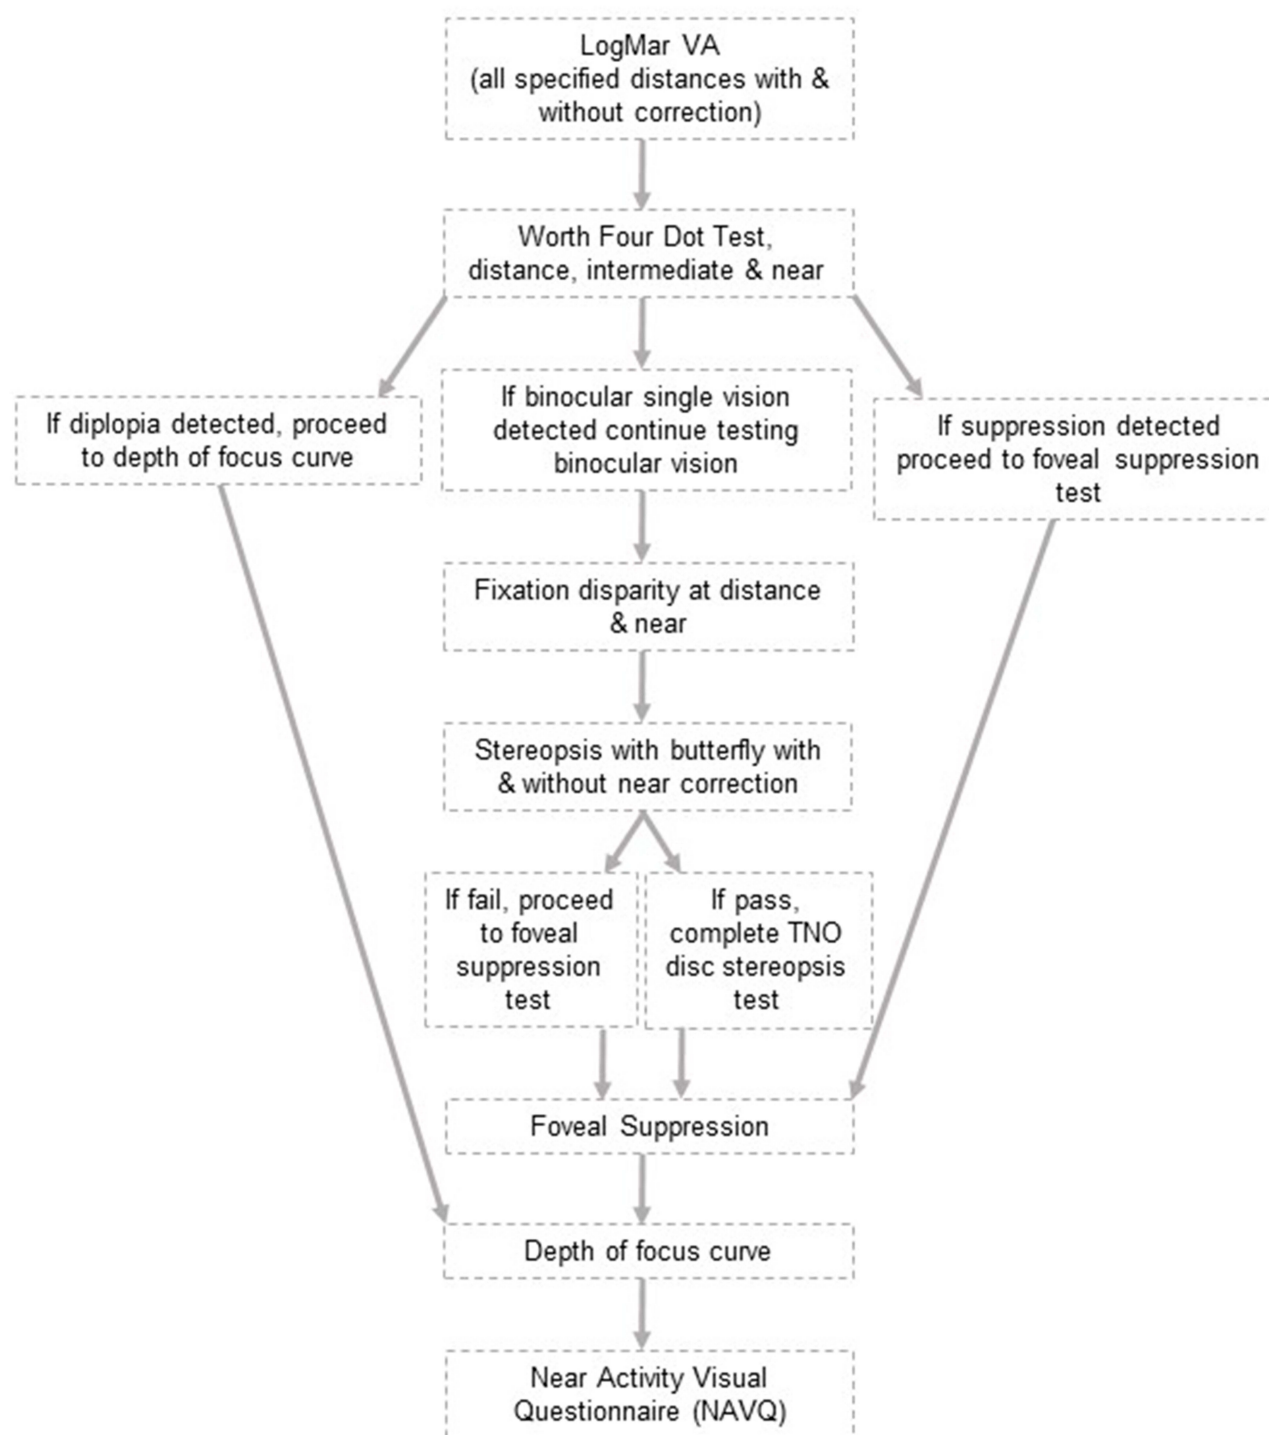 LogMar VA
(all specified distances with &
without correction)
Worth Four Dot Test,
distance, intermediate & near
If diplopia detected, proceed
to depth of focus curve
If binocular single vision
detected continue testing
binocular vision
If suppression detected
proceed to foveal suppression
test
Fixation disparity at distance
& near
Stereopsis with butterfly with
& without near correction
If fail, proceed
to foveal
suppression
test
If pass,
complete TNO
disc stereopsis
test
Foveal Suppression
Depth of focus curve
Near Activity Visual
Questionnaire (NAVQ)